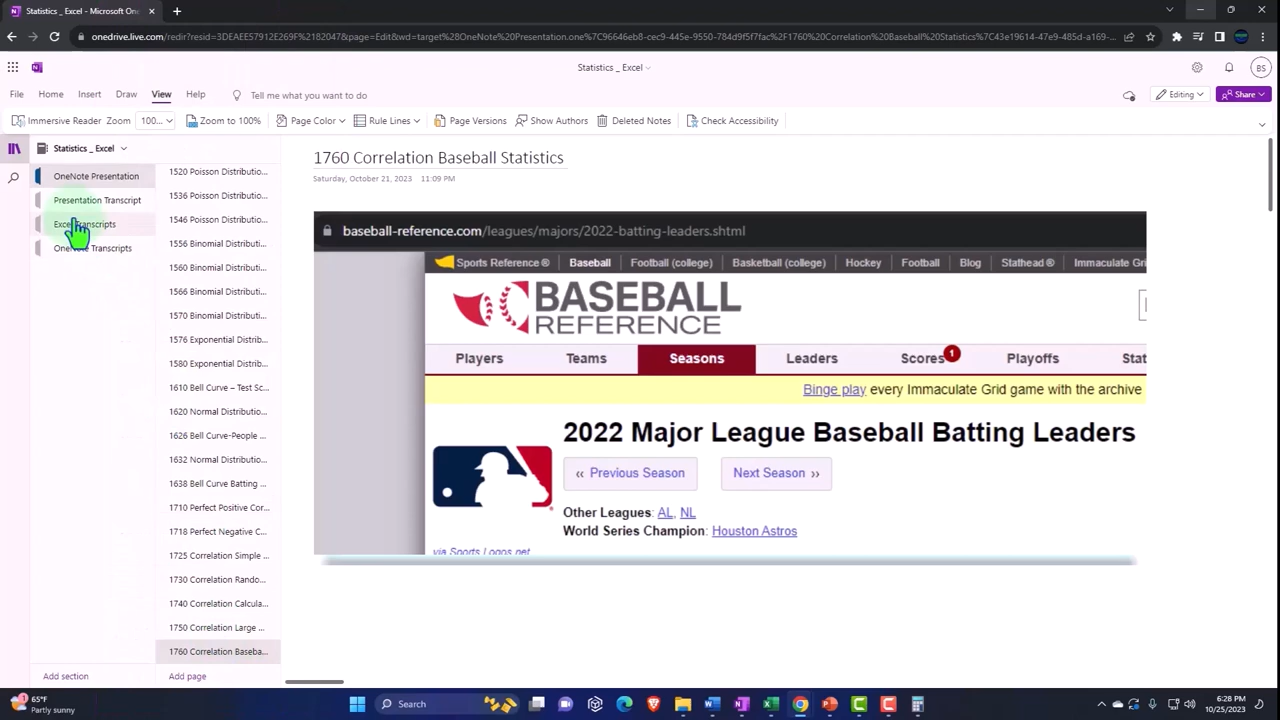 Statistics _ Excel - Microsoft On
onedrive.live.com/redir?resid=3DEAEE5791 2E269F%2182047&page=Edit&wd=target%28OneNote%20Presentation.one%7C96646eb8-cec9-445e-9550-784d9f5f7fac%2F1760%20Correlation%20Baseball%20Statistics%7C43e19614-47e9-485d-a169-...
Statistics _ Excel
BS
File Home Insert Draw View Help Tell me what you want to do
Editing
Share
Immersive Reader Zoom 100... Zoom to 100% Page Color Rule Lines Page Versions Show Authors Deleted Notes Check Accessibility
Statistics _ Excel
OneNote Presentation
Presentation Transcript
Excel Transcripts
OneNote Transcripts
Add section
1520 Poisson Distributio...
1536 Poisson Distributio...
1546 Poisson Distributi...
1556 Binomial Distributi...
1560 Binomial Distributi...
1566 Binomial Distributi...
1570 Binomial Distributi...
1576 Exponential Distrib...
1580 Exponential Distrib...
1610 Bell Curve – Test Sc...
1620 Normal Distributio...
1626 Bell Curve-People ...
1632 Normal Distributio...
1638 Bell Curve Batting ...
1710 Perfect Positive Cor...
1718 Perfect Negative C...
1725 Correlation Simple ...
1730 Correlation Rando...
1740 Correlation Calcula...
1750 Correlation Large ...
1760 Correlation Baseba...
Add page
1760 Correlation Baseball Statistics
Saturday, October 21, 2023 11:09 PM
baseball-reference.com/leagues/majors/2022-batting-leaders.shtml
Sports Reference ® Baseball Football (college) Basketball (college) Hockey Football Blog Stathead ® Immaculate Gri
BASEBALL
REFERENCE
Players Teams Seasons Leaders Scores 1 Playoffs Stat
Binge play every Immaculate Grid game with the archive
2022 Major League Baseball Batting Leaders
« Previous Season Next Season »
Other Leagues: AL, NL
World Series Champion: Houston Astros
via Sports Logos.net
65°F
Partly sunny
Search
6:28 PM
10/25/2023